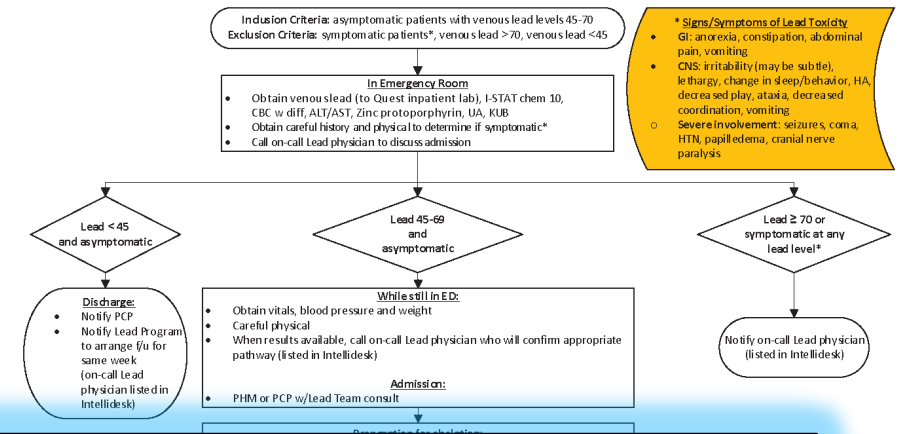 Inclusion Criteria: asymptomatic patients with venous lead levels 45-70
Exclusion Criteria: symptomatic patients*, venous lead >70, venous lead <45
* Signs/Symptoms of Lead Toxicity
• GI: anorexia, constipation, abdominal
pain, vomiting
• CNS: irritability (may be subtle),
lethargy, change in sleep/behavior, HA,
decreased play, ataxia, decreased
coordination, vomiting
o Severe involvement: seizures, coma,
HTN, papilledema, cranial nerve
paralysis
In Emergency Room
• Obtain venous lead (to Quest inpatient lab), I-STAT chem 10,
CBC w diff, ALT/AST, Zinc protoporphyrin, UA, KUB
• Obtain careful history and physical to determine if symptomatic*
• Call on-call Lead physician to discuss admission
Lead < 45
and asymptomatic
Lead 45-69
and
asymptomatic
Lead ≥ 70 or
symptomatic at any
lead level*
Discharge:
• Notify PCP
• Notify Lead Program
to arrange f/u for
same week
(on-call Lead
physician listed in
Intellidesk)
While still in ED:
• Obtain vitals, blood pressure and weight
• Careful physical
• When results available, call on-call Lead physician who will confirm appropriate
pathway (listed in Intellidesk)
Admission:
• PHM or PCP w/Lead Team consult
Notify on-call Lead physician
(listed in Intellidesk)